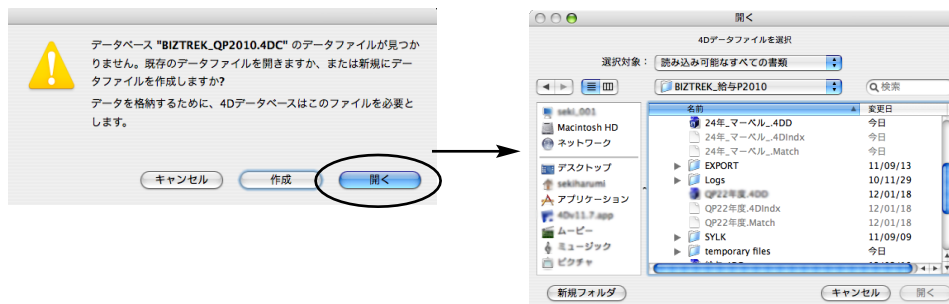 データベース "BIZTREK_QP2010.4DC" のデータファイルが見つか
りません。既存のデータファイルを開きますか、または新規にデー
タファイルを作成しますか?
データを格納するために、4Dデータベースはこのファイルを必要と
します。
キャンセル
作成
開く
開く
4Dデータファイルを選択
選択対象：
読み込み可能なすべての書類
BIZTREK_給与P2010
検索
名前
変更日
Macintosh HD
ネットワーク
デスクトップ
アプリケーション
ムービー
ミュージック
ピクチャ
24年_マーベル_.4DD 今日
24年_マーベル_.4DIndx 今日
24年_マーベル_.Match 今日
EXPORT 11/09/13
Logs 10/11/29
QP22年度.4DD 12/01/18
QP22年度.4DIndx 12/01/18
QP22年度.Match 12/01/18
SYLK 11/09/09
temporary files 今日
新規フォルダ
キャンセル
開く